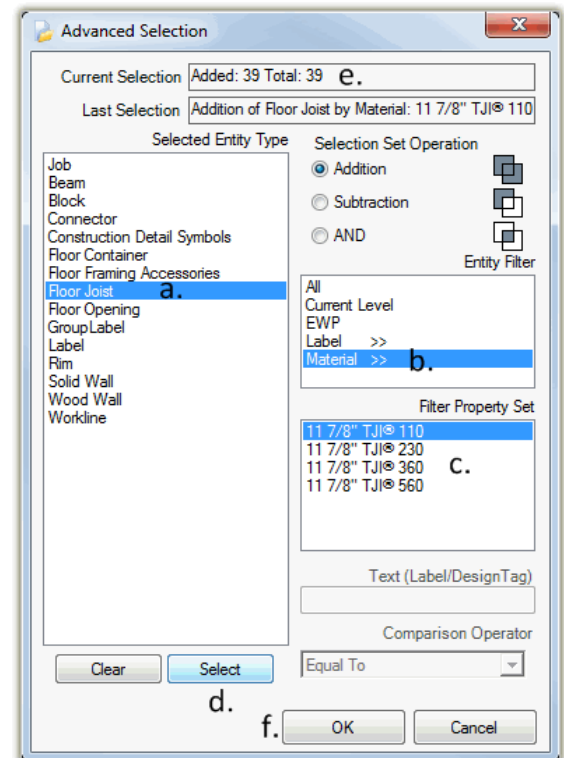 Advanced Selection
x
Current Selection Added: 39 Total: 39 e.
Last Selection Addition of Floor Joist by Material: 11 7/8" TJI® 110
Selected Entity Type
Job
Beam
Block
Connector
Construction Detail Symbols
Floor Container
Floor Framing Accessories
Floor Joist a.
Floor Opening
GroupLabel
Label
Rim
Solid Wall
Wood Wall
Workline
Selection Set Operation
Addition
Subtraction
AND
Entity Filter
All
Current Level
EWP
Label >>
Material >> b.
Filter Property Set
11 7/8" TJI® 110
11 7/8" TJI® 230
11 7/8" TJI® 360 c.
11 7/8" TJI® 560
Text (Label/DesignTag)
Comparison Operator
Equal To
Clear Select
d.
f. OK Cancel